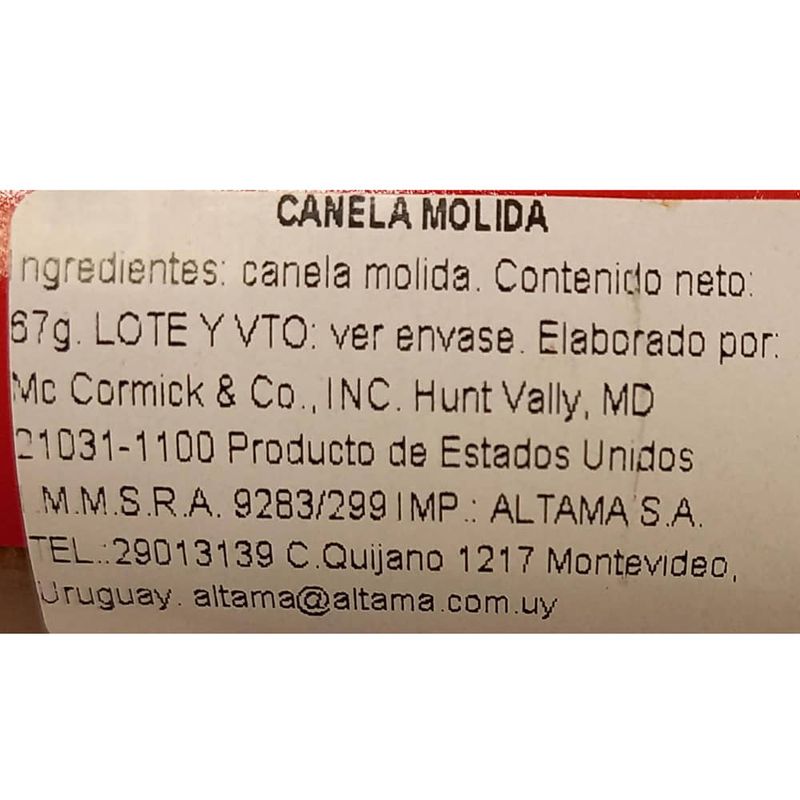 CANELA MOLIDA
Ingredientes: canela molida. Contenido neto:
67g. LOTE Y VTO: ver envase. Elaborado por:
Mc Cormick & Co., INC. Hunt Vally, MD
21031-1100 Producto de Estados Unidos
.M.M.S.R.A. 9283/299 IMP.: ALTAMA S.A.
TEL.:29013139 C.Quijano 1217 Montevideo,
Uruguay. altama@altama.com.uy